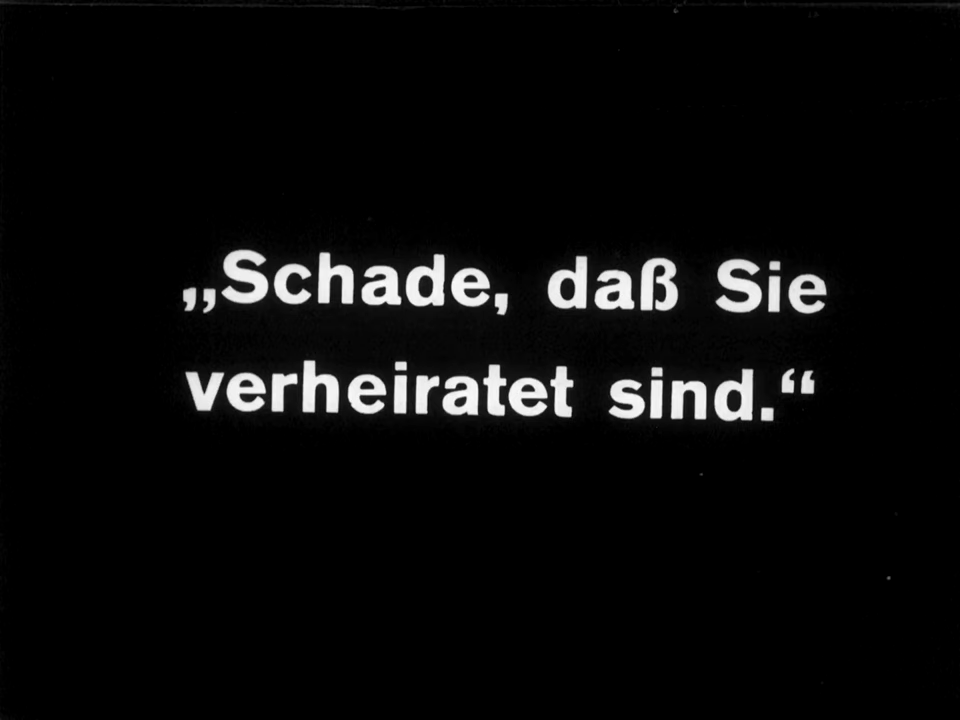 „Schade, daß Sie
verheiratet sind.“